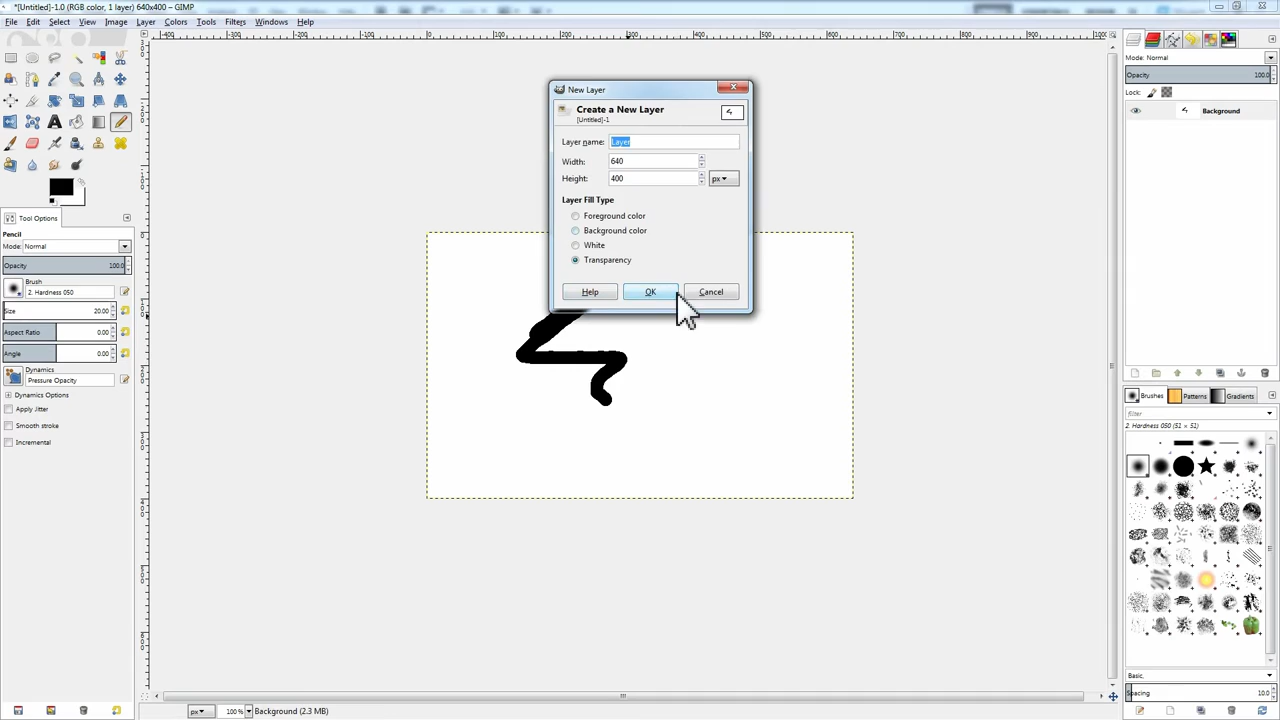 *[Untitled]-1.0 (RGB color, 1 layer) 640x400 – GIMP
File Edit Select View Image Layer Colors Tools Filters Windows Help
Mode: Normal
Opacity 100.0
Lock:
Background
New Layer
Create a New Layer
[Untitled]-1
Layer name: Layer
Width: 640
Height: 400 px
Layer Fill Type
Foreground color
Background color
White
Transparency
Help OK Cancel
Tool Options
Pencil
Mode: Normal
Opacity 100.0
Brush
2. Hardness 050
Size 20.00
Aspect Ratio 0.00
Angle 0.00
Dynamics
Pressure Opacity
Dynamics Options
Apply Jitter
Smooth stroke
Incremental
Brushes Patterns Gradients
filter
2. Hardness 050 (51 × 51)
Basic,
Spacing 10.0
px 100% Background (2.3 MB)